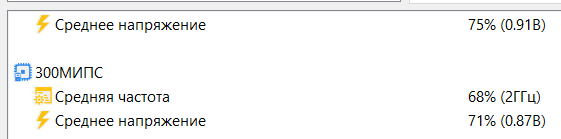 Среднее напряжение 75% (0.91В)
300МИПС
Средняя частота 68% (2ГГц)
Среднее напряжение 71% (0.87В)